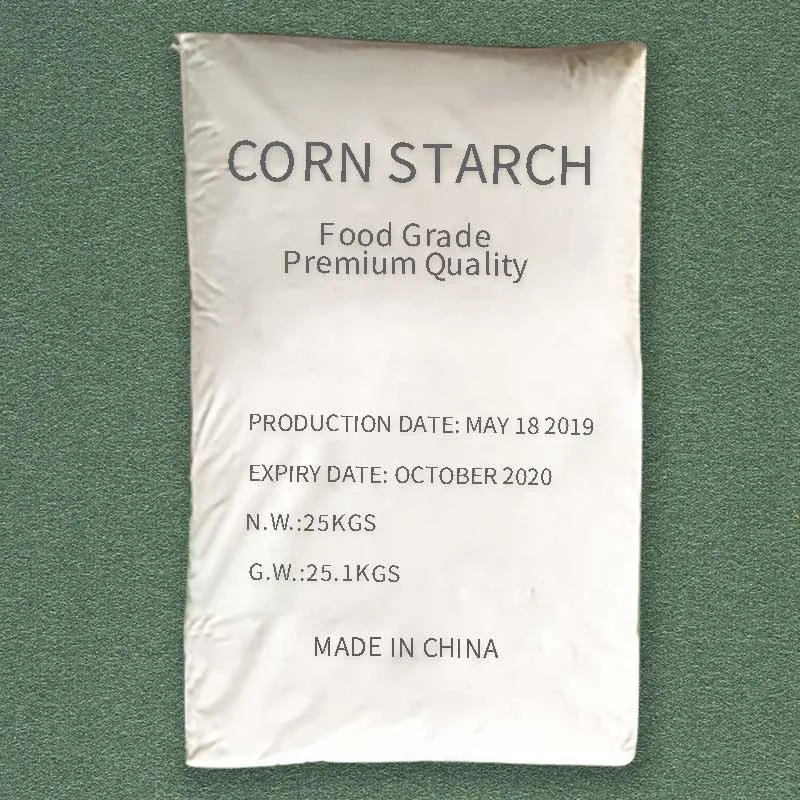 CORN STARCH
Food Grade
Premium Quality
PRODUCTION DATE: MAY 18 2019
EXPIRY DATE: OCTOBER 2020
N.W.:25KGS
G.W.:25.1KGS
MADE IN CHINA